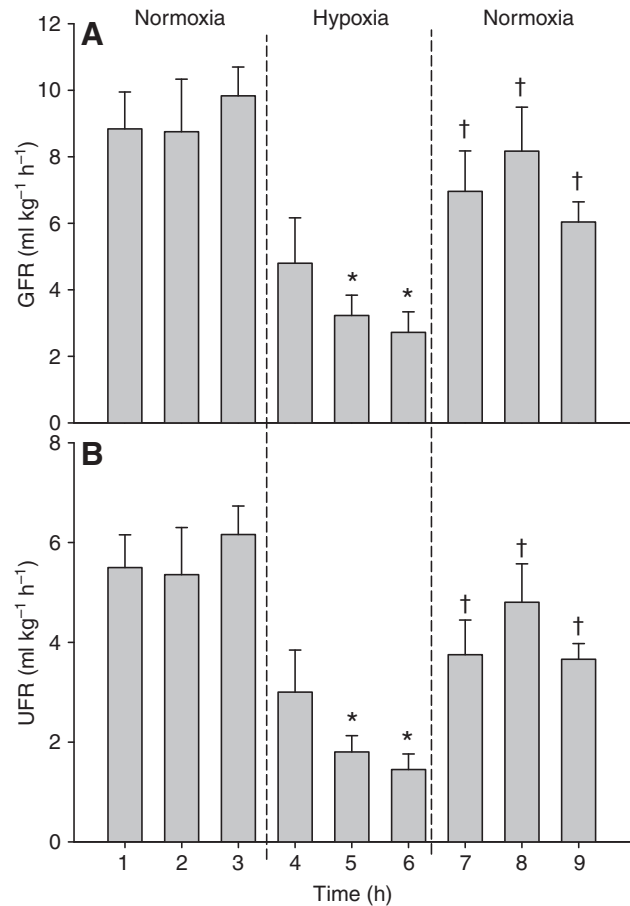 Normoxia Hypoxia Normoxia
A
12
10
8
6
4
2
0
GFR (ml kg⁻¹ h⁻¹)
* *
† † †
B
8
6
4
2
0
UFR (ml kg⁻¹ h⁻¹)
* *
† † †
1 2 3 4 5 6 7 8 9
Time (h)